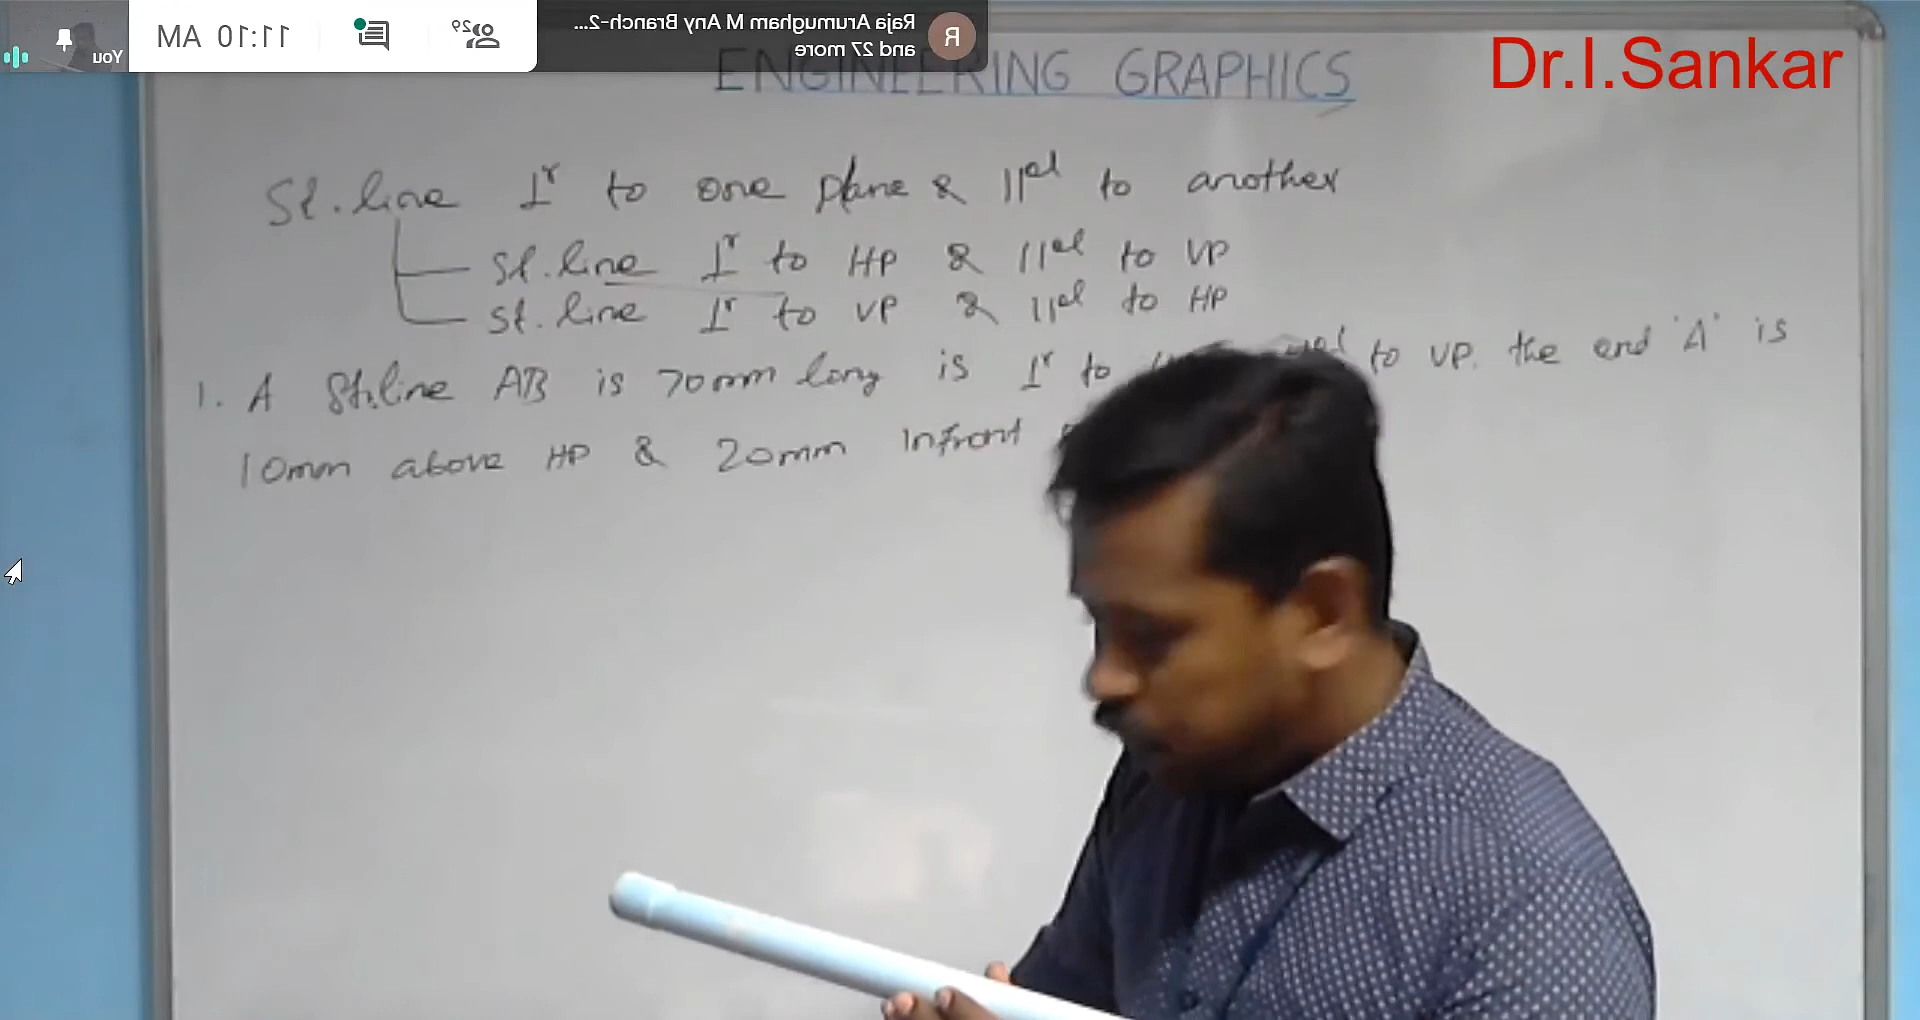 You
11:10 AM
29
Raja Arumugham M Any Branch-2...
and 27 more
R
Dr.I.Sankar
ENGINEERING GRAPHICS
St.line ⊥r to one plane & ||el to another
St.line ⊥r to HP & ||el to VP
St.line ⊥r to VP & ||el to HP
1. A St.line AB is 70mm long is ⊥r to to VP. the end 'A' is
10mm above HP & 20mm Infront